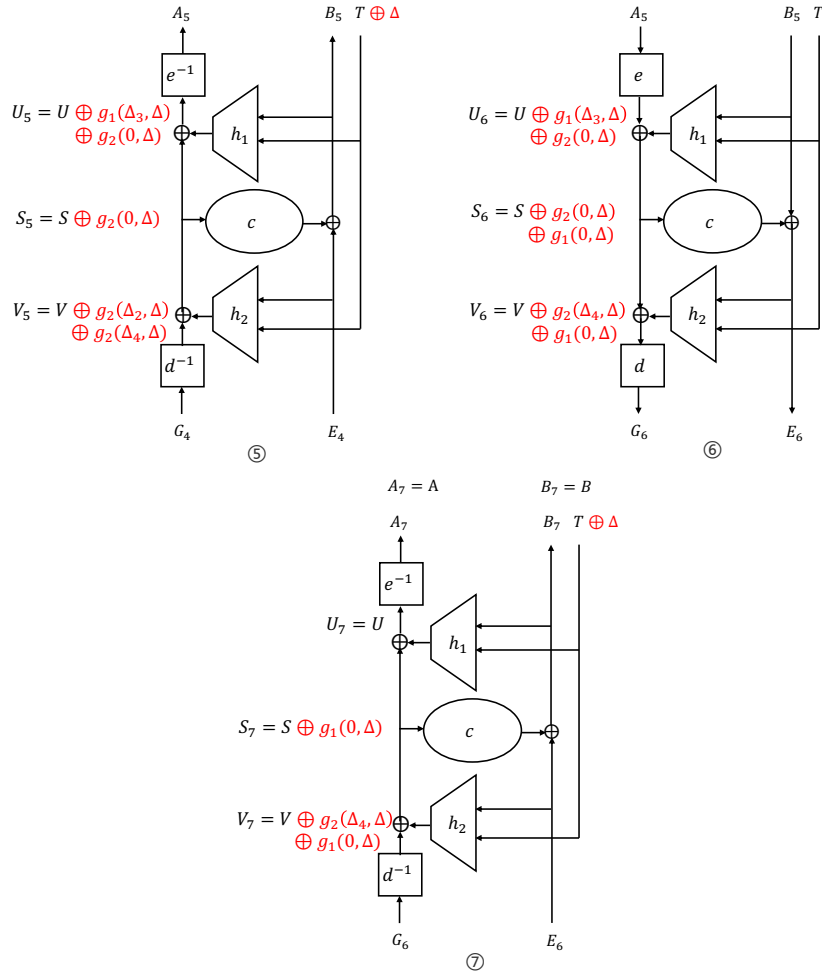 A₅ B₅ T ⊕ Δ
e⁻¹
U₅ = U ⊕ g₁(Δ₃, Δ)
⊕ g₂(0, Δ)
h₁
S₅ = S ⊕ g₂(0, Δ)
c
V₅ = V ⊕ g₂(Δ₂, Δ)
⊕ g₂(Δ₄, Δ)
h₂
d⁻¹
G₄ E₄
⑤
A₅ B₅ T
e
U₆ = U ⊕ g₁(Δ₃, Δ)
⊕ g₂(0, Δ)
h₁
S₆ = S ⊕ g₂(0, Δ)
⊕ g₁(0, Δ)
c
V₆ = V ⊕ g₂(Δ₄, Δ)
⊕ g₁(0, Δ)
h₂
d
G₆ E₆
⑥
A₇ = A B₇ = B
A₇ B₇ T ⊕ Δ
e⁻¹
U₇ = U
h₁
S₇ = S ⊕ g₁(0, Δ)
c
V₇ = V ⊕ g₂(Δ₄, Δ)
⊕ g₁(0, Δ)
h₂
d⁻¹
G₆ E₆
⑦